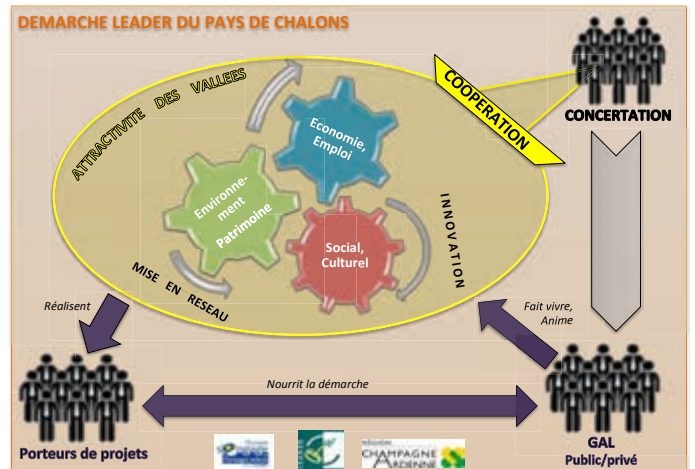 DEMARCHE LEADER DU PAYS DE CHALONS
ATTRACTIVITE DES VALLEES
COOPERATION
CONCERTATION
Economie,
Emploi
Environne-
ment
Patrimoine
Social,
Culturel
INNOVATION
MISE EN RESEAU
Réalisent
Fait vivre,
Anime
Nourrit la démarche
Porteurs de projets
GAL
Public/privé
RÉGION
CHAMPAGNE
ARDENNE